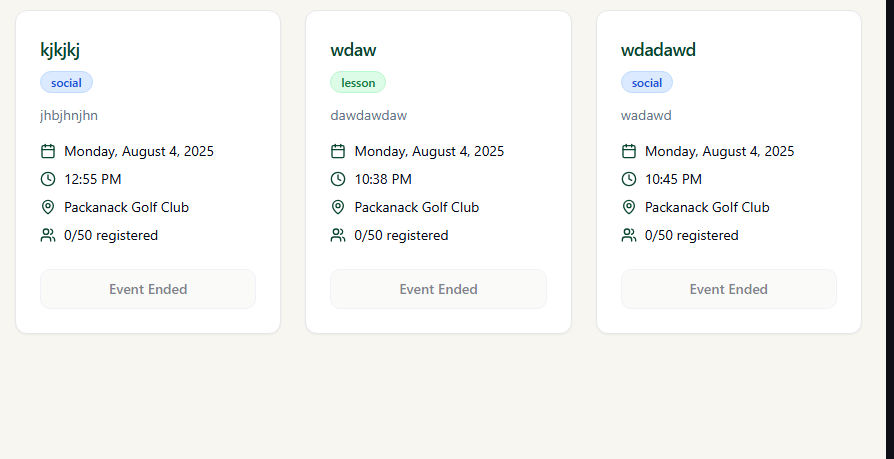 kjkjkj
social
jhbjhnjhn
Monday, August 4, 2025
12:55 PM
Packanack Golf Club
0/50 registered
Event Ended
wdaw
lesson
dawdawdaw
Monday, August 4, 2025
10:38 PM
Packanack Golf Club
0/50 registered
Event Ended
wdadawd
social
wadawd
Monday, August 4, 2025
10:45 PM
Packanack Golf Club
0/50 registered
Event Ended